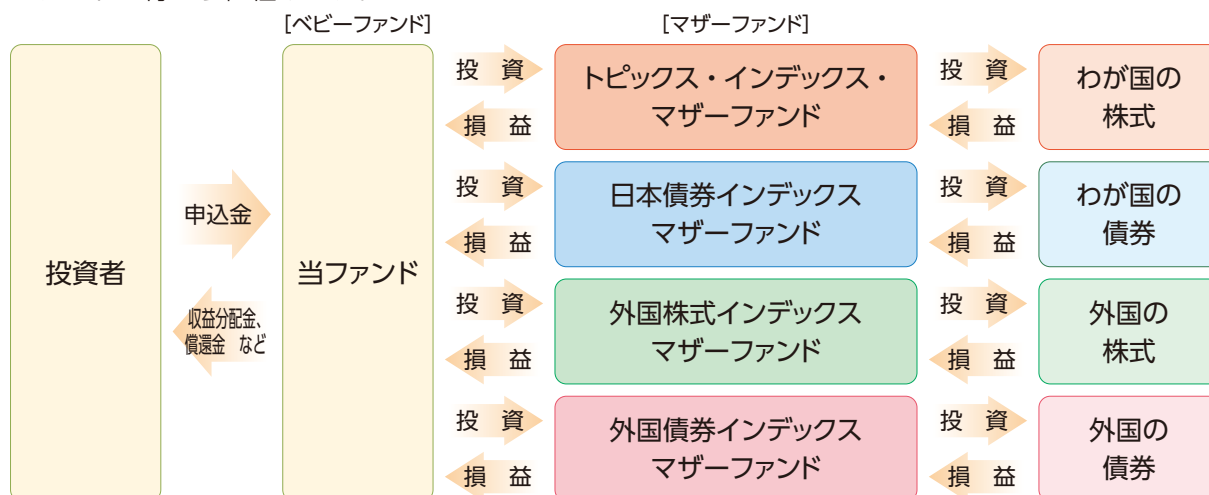 [ベビーファンド]
[マザーファンド]
投資者
申込金
収益分配金、
償還金 など
当ファンド
投 資
損 益
トピックス・インデックス・
マザーファンド
投 資
損 益
わが国の
株式
投 資
損 益
日本債券インデックス
マザーファンド
投 資
損 益
わが国の
債券
投 資
損 益
外国株式インデックス
マザーファンド
投 資
損 益
外国の
株式
投 資
損 益
外国債券インデックス
マザーファンド
投 資
損 益
外国の
債券